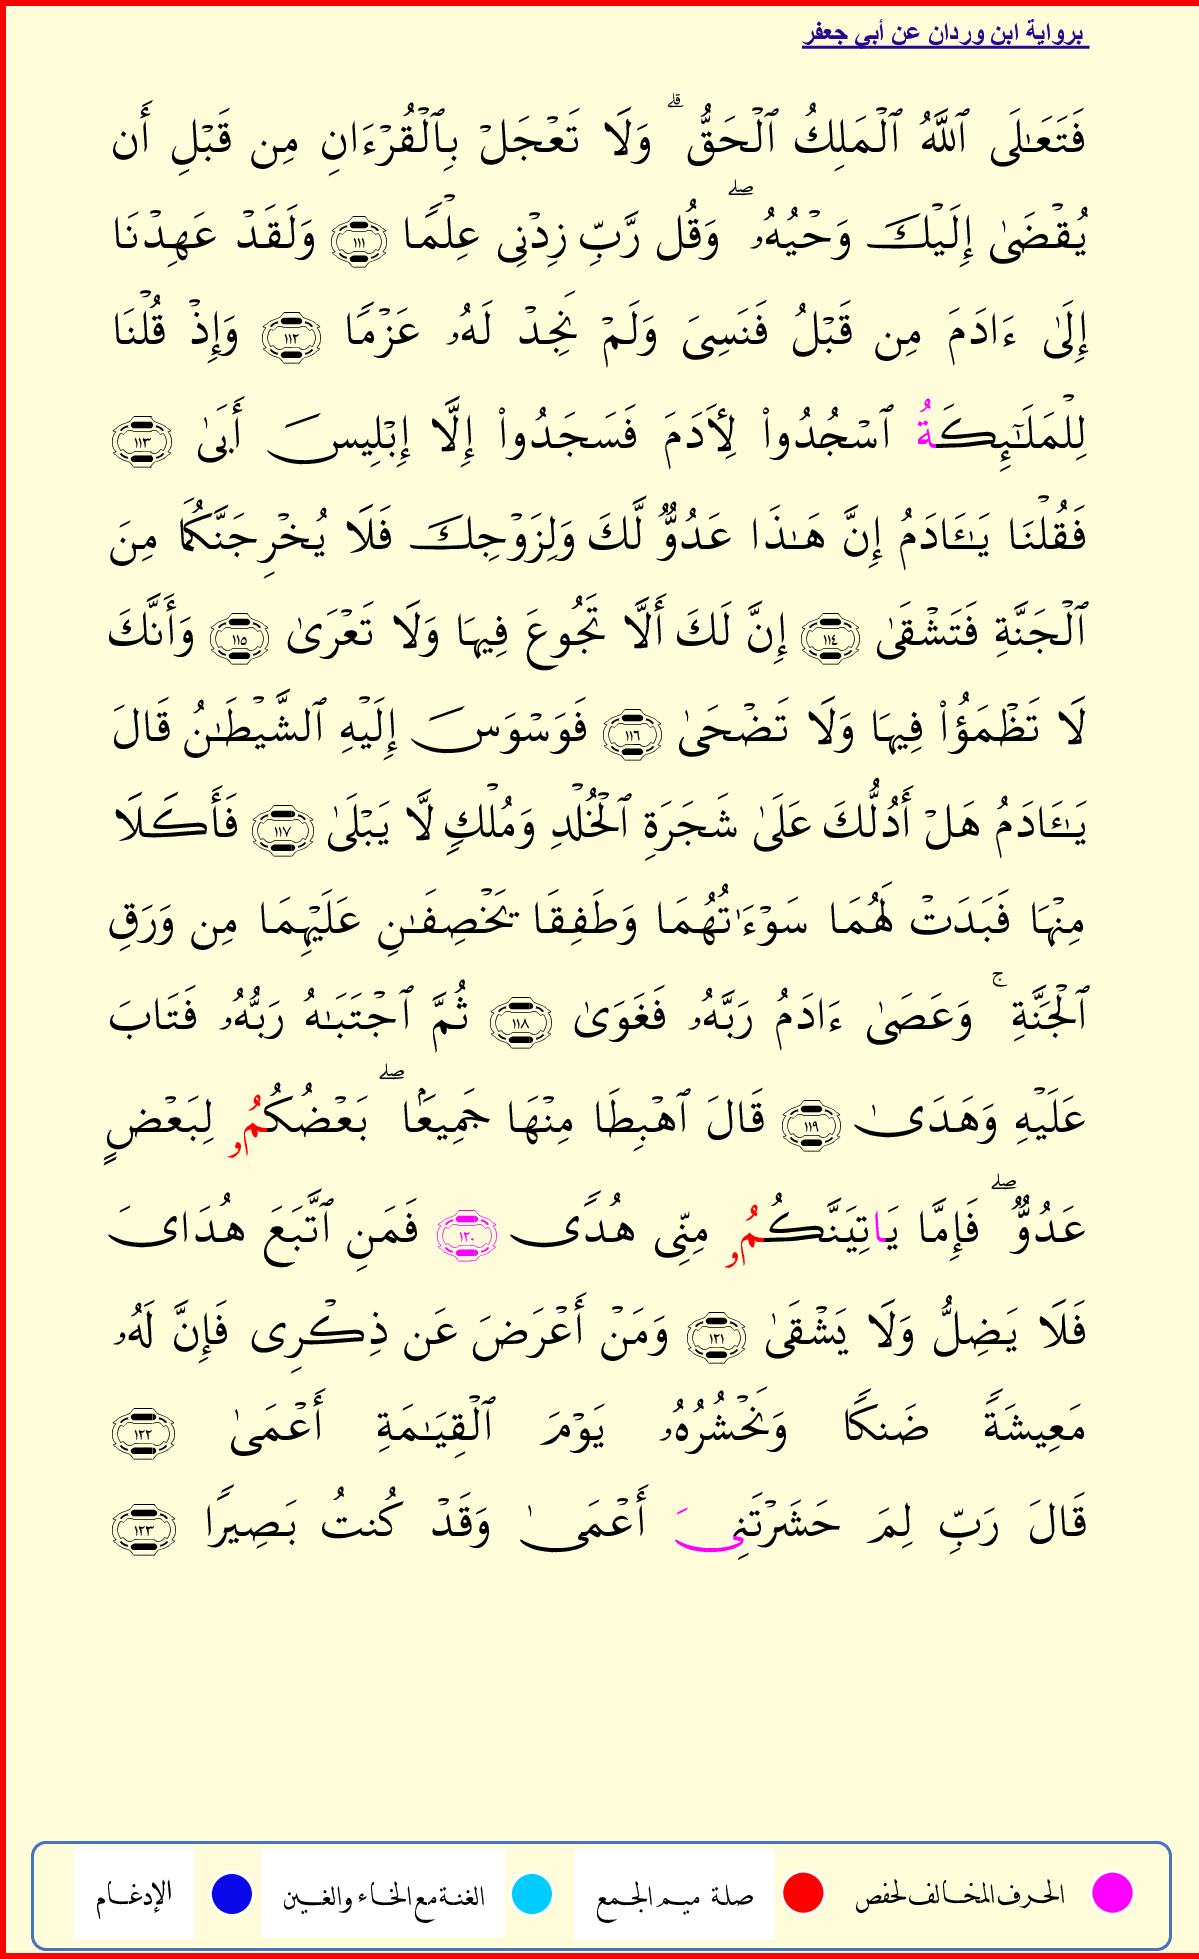 برواية ابن وردان عن أبي جعفر
فَتَعَٰلَى ٱللَّهُ ٱلۡمَلِكُ ٱلۡحَقُّۗ وَلَا تَعۡجَلۡ بِٱلۡقُرۡءَانِ مِن قَبۡلِ أَن
يُقۡضَىٰ إِلَيۡكَ وَحۡيُهُۥۖ وَقُل رَّبِّ زِدۡنِى عِلۡمًا ١١١ وَلَقَدۡ عَهِدۡنَا
إِلَىٰ ءَادَمَ مِن قَبۡلُ فَنَسِىَ وَلَمۡ نَجِدۡ لَهُۥ عَزۡمًا ١١٢ وَإِذۡ قُلۡنَا
لِلۡمَلَٰٓئِكَةُ ٱسۡجُدُواْ لِأٓدَمَ فَسَجَدُواْ إِلَّا إِبۡلِيسَ أَبَىٰ ١١٣
فَقُلۡنَا يَٰٓـَٔادَمُ إِنَّ هَٰذَا عَدُوٌّ لَّكَ وَلِزَوۡجِكَ فَلَا يُخۡرِجَنَّكُمَا مِنَ
ٱلۡجَنَّةِ فَتَشۡقَىٰ ١١٤ إِنَّ لَكَ أَلَّا تَجُوعَ فِيهَا وَلَا تَعۡرَىٰ ١١٥ وَأَنَّكَ
لَا تَظۡمَؤُاْ فِيهَا وَلَا تَضۡحَىٰ ١١٦ فَوَسۡوَسَ إِلَيۡهِ ٱلشَّيۡطَٰنُ قَالَ
يَٰٓـَٔادَمُ هَلۡ أَدُلُّكَ عَلَىٰ شَجَرَةِ ٱلۡخُلۡدِ وَمُلۡكٍ لَّا يَبۡلَىٰ ١١٧ فَأَكَلَا
مِنۡهَا فَبَدَتۡ لَهُمَا سَوۡءَٰتُهُمَا وَطَفِقَا يَخۡصِفَٰنِ عَلَيۡهِمَا مِن وَرَقِ
ٱلۡجَنَّةِۚ وَعَصَىٰ ءَادَمُ رَبَّهُۥ فَغَوَىٰ ١١٨ ثُمَّ ٱجۡتَبَٰهُ رَبُّهُۥ فَتَابَ
عَلَيۡهِ وَهَدَىٰ ١١٩ قَالَ ٱهۡبِطَا مِنۡهَا جَمِيعَۢاۖ بَعۡضُكُمُۥ لِبَعۡضٍ
عَدُوٌّۖ فَإِمَّا يَاتِيَنَّكُمُۥ مِنِّى هُدًى ١٢٠ فَمَنِ ٱتَّبَعَ هُدَاىَ
فَلَا يَضِلُّ وَلَا يَشۡقَىٰ ١٢١ وَمَنۡ أَعۡرَضَ عَن ذِكۡرِى فَإِنَّ لَهُۥ
مَعِيشَةً ضَنكًا وَنَحۡشُرُهُۥ يَوۡمَ ٱلۡقِيَٰمَةِ أَعۡمَىٰ ١٢٢
قَالَ رَبِّ لِمَ حَشَرۡتَنِىَ أَعۡمَىٰ وَقَدۡ كُنتُ بَصِيرًا ١٢٣
الحرف المخالف لحفص صلة ميم الجمع الغنة مع الخاء والغين الإدغام